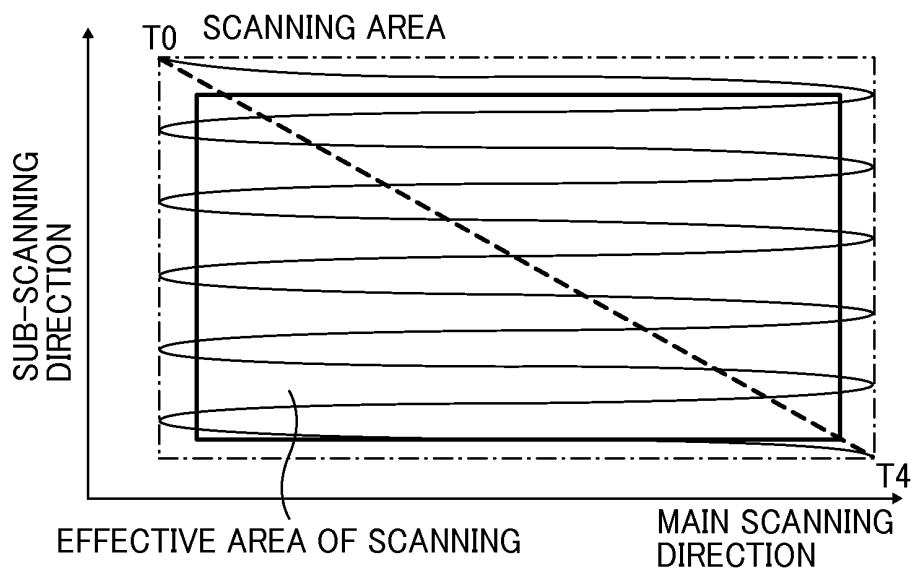 T0 SCANNING AREA
SUB-SCANNING
DIRECTION
T4
EFFECTIVE AREA OF SCANNING
MAIN SCANNING
DIRECTION